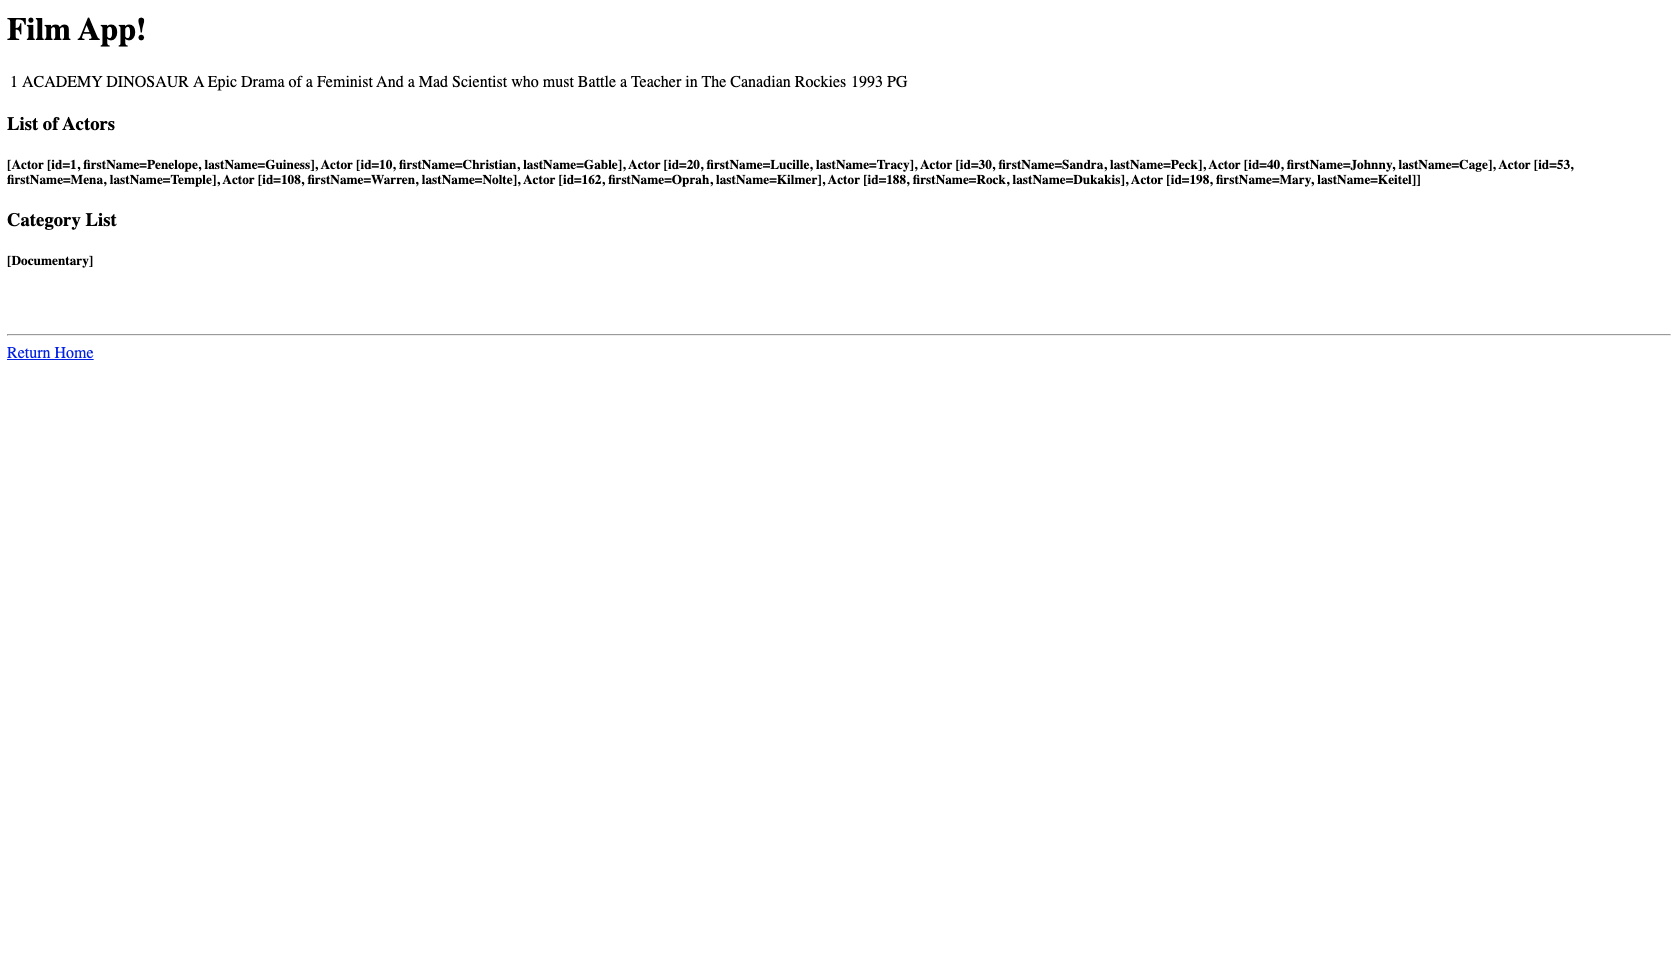 Film App!
1 ACADEMY DINOSAUR A Epic Drama of a Feminist And a Mad Scientist who must Battle a Teacher in The Canadian Rockies 1993 PG
List of Actors
[Actor [id=1, firstName=Penelope, lastName=Guiness], Actor [id=10, firstName=Christian, lastName=Gable], Actor [id=20, firstName=Lucille, lastName=Tracy], Actor [id=30, firstName=Sandra, lastName=Peck], Actor [id=40, firstName=Johnny, lastName=Cage], Actor [id=53,
firstName=Mena, lastName=Temple], Actor [id=108, firstName=Warren, lastName=Nolte], Actor [id=162, firstName=Oprah, lastName=Kilmer], Actor [id=188, firstName=Rock, lastName=Dukakis], Actor [id=198, firstName=Mary, lastName=Keitel]]
Category List
[Documentary]
Return Home